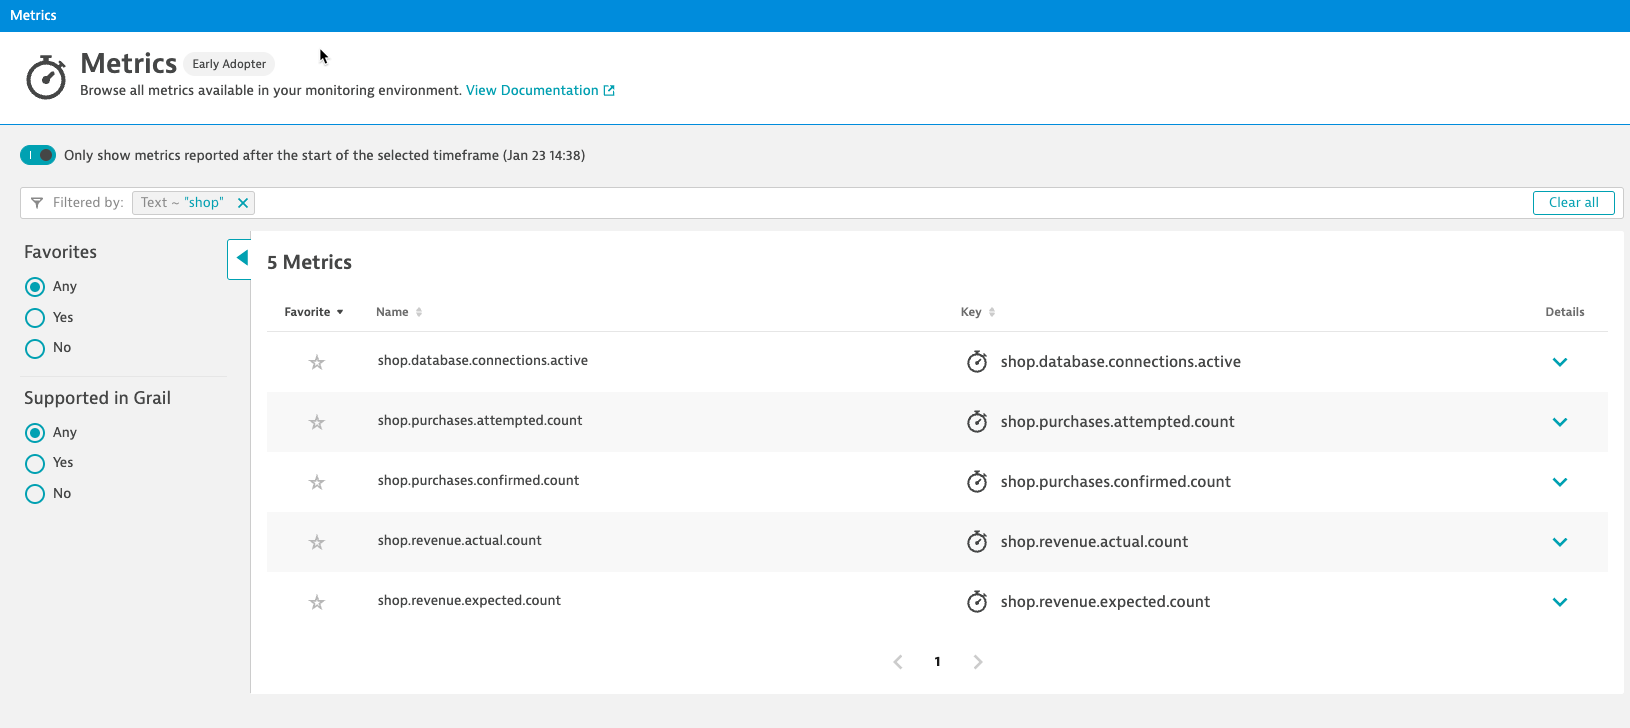 Metrics
Metrics Early Adopter
Browse all metrics available in your monitoring environment. View Documentation
Only show metrics reported after the start of the selected timeframe (Jan 23 14:38)
Filtered by: Text ~ "shop" Clear all
Favorites
Any
Yes
No
Supported in Grail
Any
Yes
No
5 Metrics
Favorite Name Key Details
shop.database.connections.active shop.database.connections.active
shop.purchases.attempted.count shop.purchases.attempted.count
shop.purchases.confirmed.count shop.purchases.confirmed.count
shop.revenue.actual.count shop.revenue.actual.count
shop.revenue.expected.count shop.revenue.expected.count
1